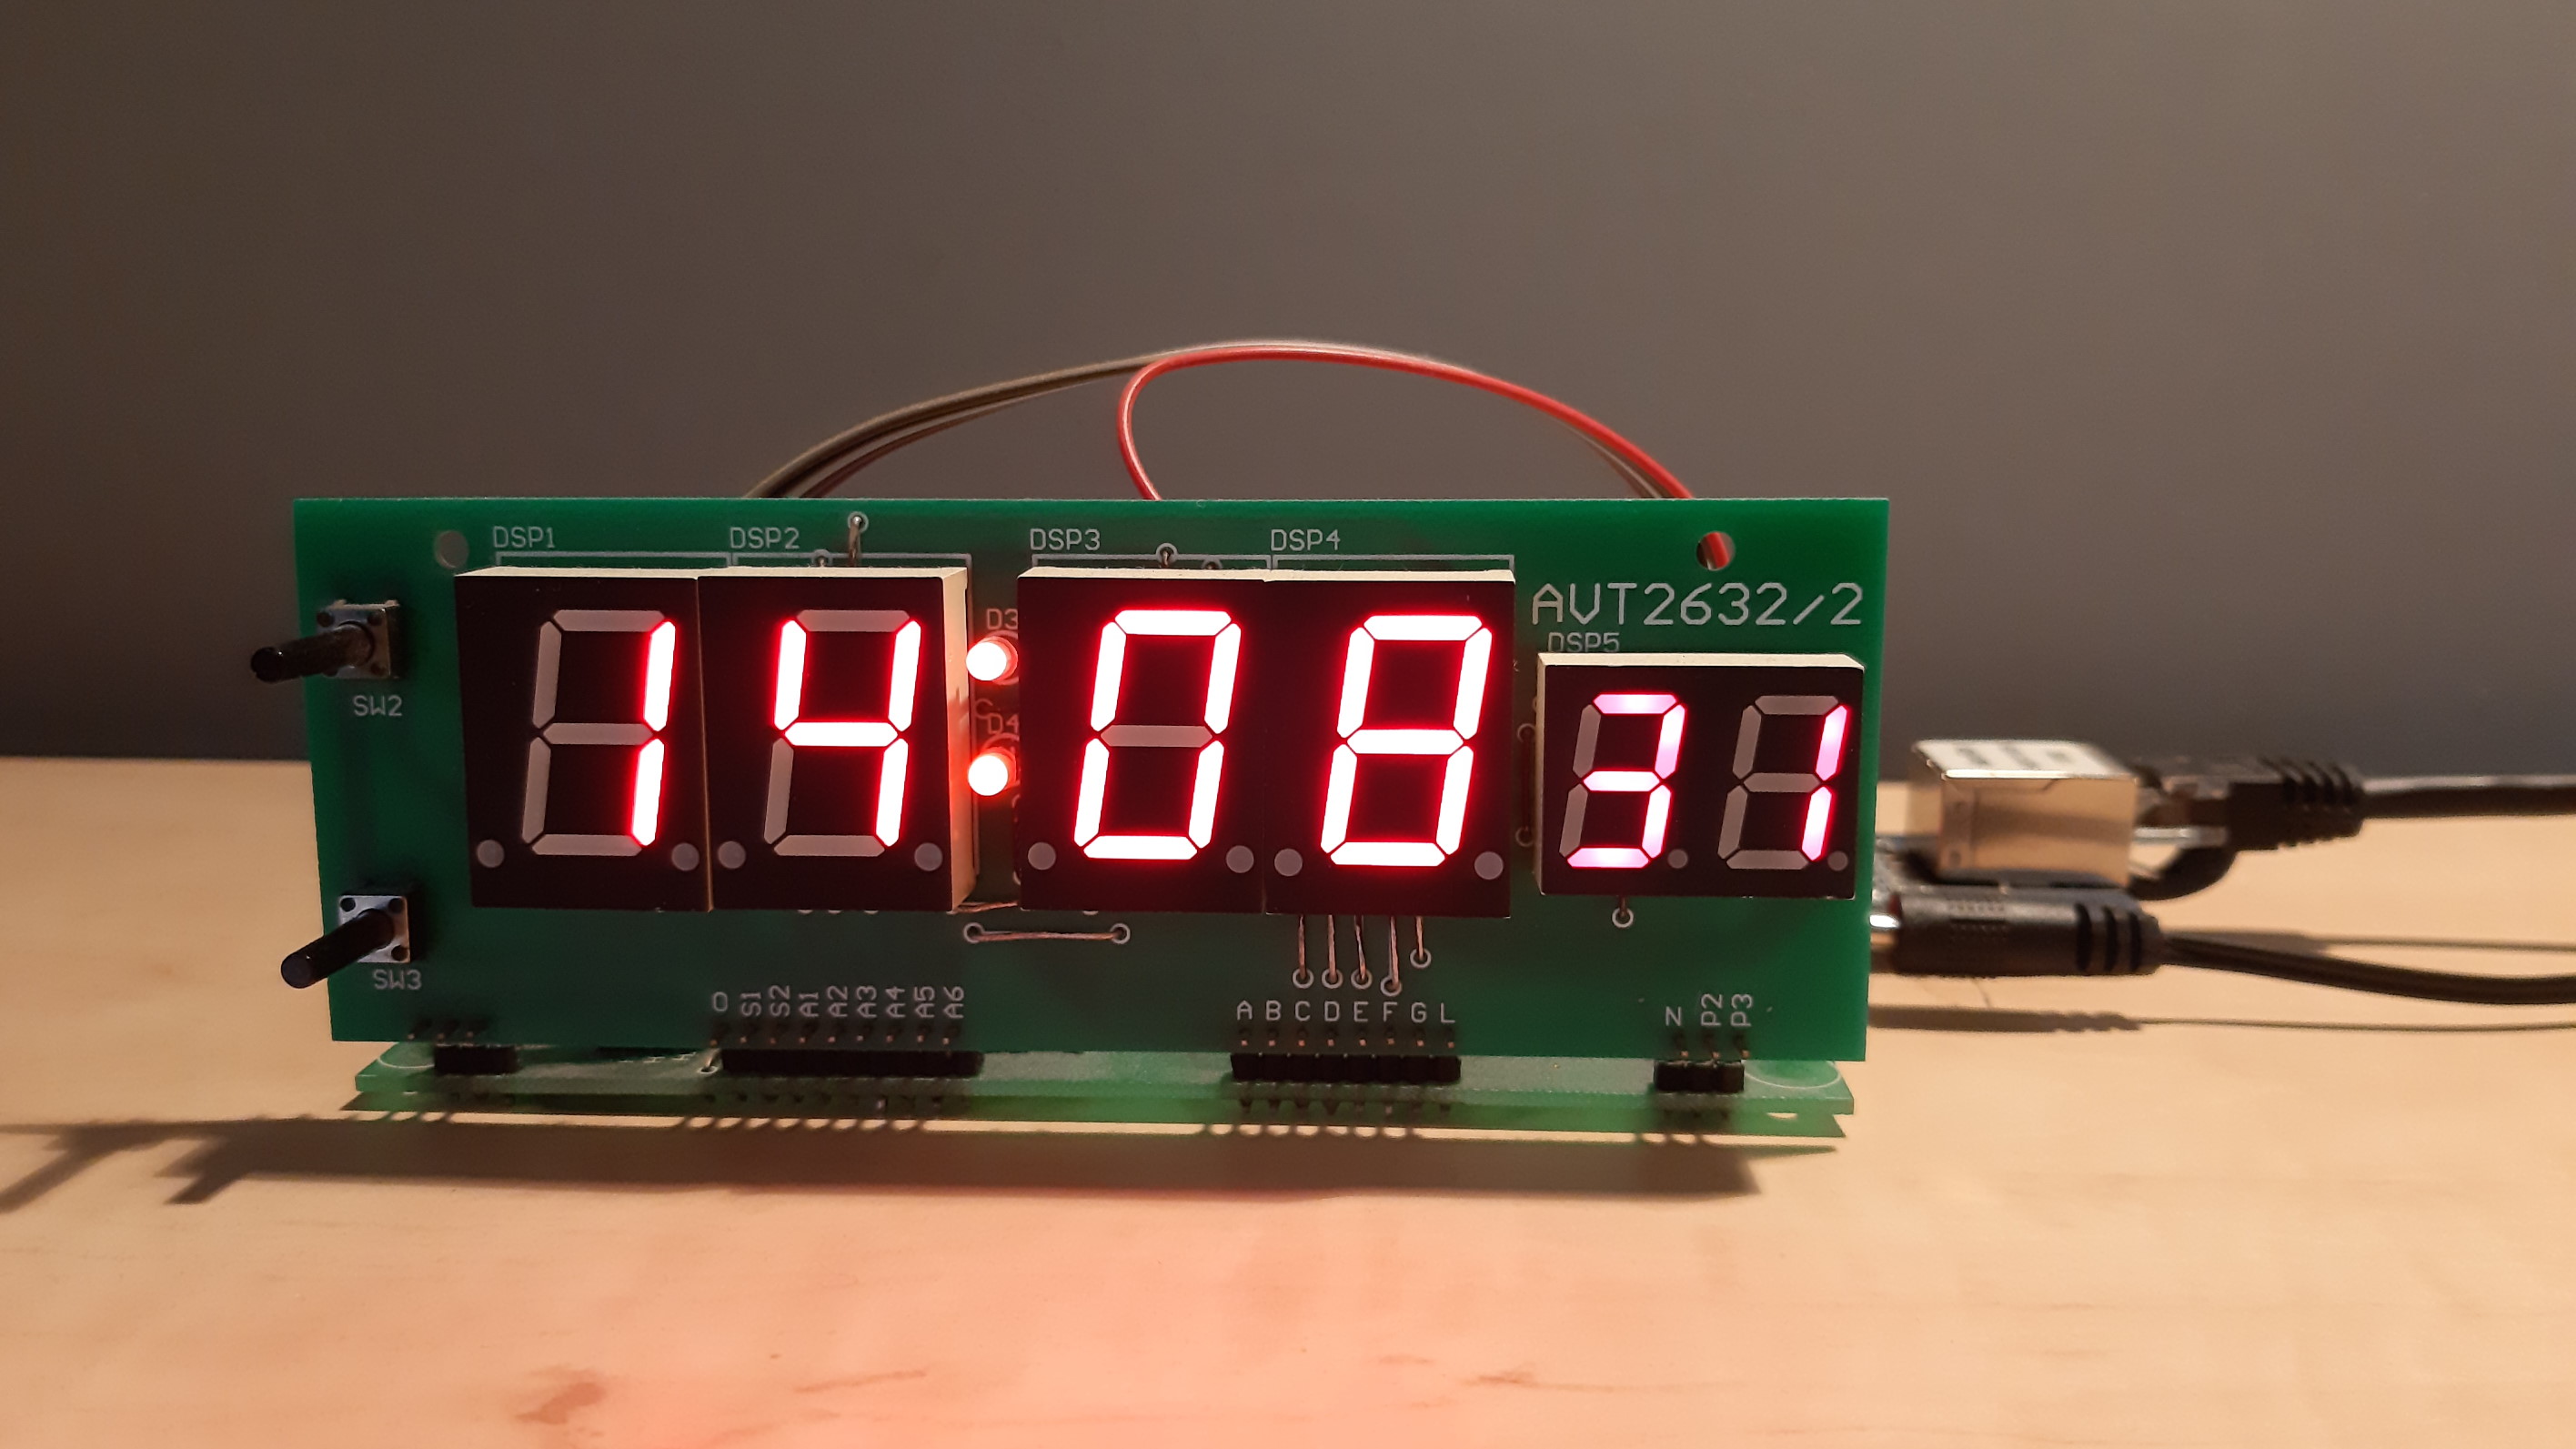 DSP1 DSP2 DSP3 DSP4
AVT2632/2
DSP5
D3
D4
14:08 31
SW2
SW3
O S1 S2 A1 A2 A3 A4 A5 A6
A B C D E F G L
N P2 P3